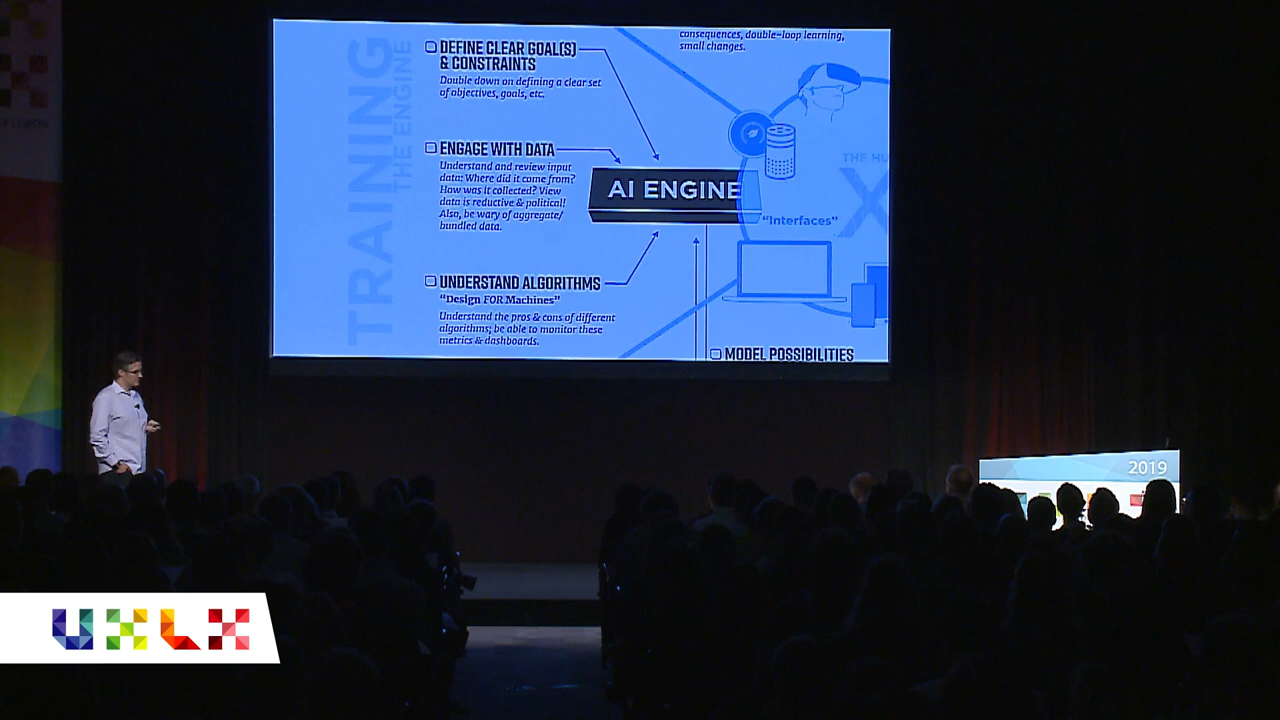 TRAINING
THE ENGINE
DEFINE CLEAR GOAL(S)
& CONSTRAINTS
Double down on defining a clear set
of objectives, goals, etc.
ENGAGE WITH DATA
Understand and review input
data: Where did it come from?
How was it collected? View
data is reductive & political!
Also, be wary of aggregate/
bundled data.
UNDERSTAND ALGORITHMS
“Design FOR Machines”
Understand the pros & cons of different
algorithms; be able to monitor these
metrics & dashboards.
AI ENGINE
consequences, double-loop learning,
small changes.
THE HU
X
“Interfaces”
MODEL POSSIBILITIES
2019
UXLX